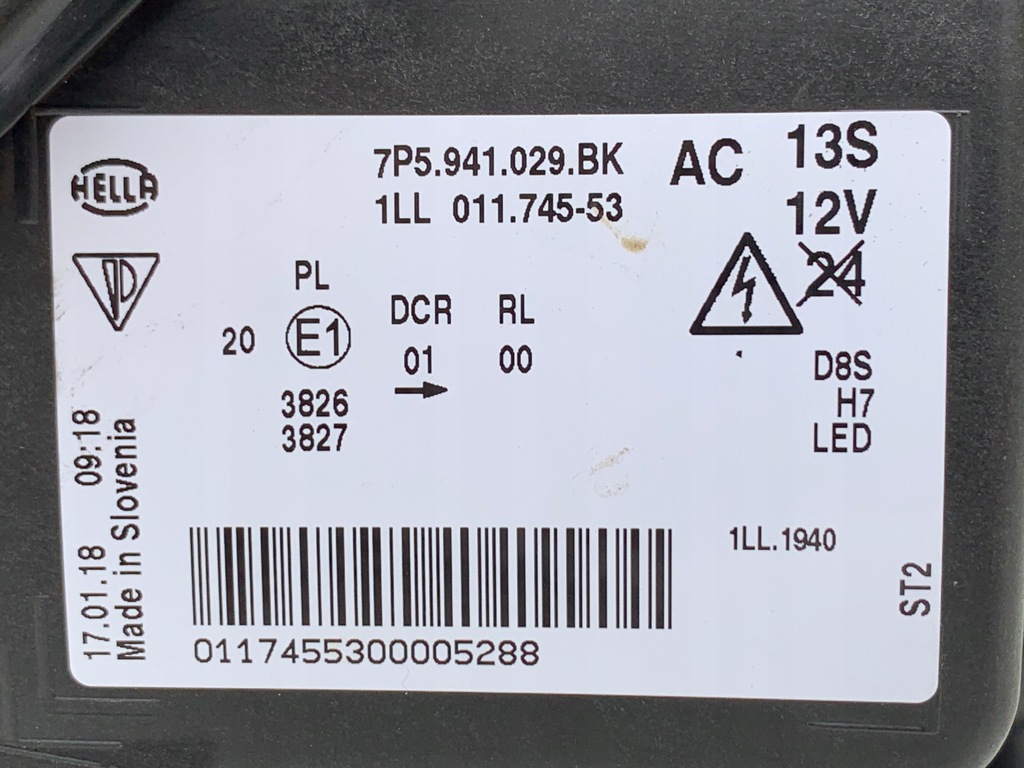 HELLA
7P5.941.029.BK
1LL 011.745-53
AC
13S
12V
24
PL
20
E1
3826
3827
DCR
01
RL
00
D8S
H7
LED
17.01.18 09:18
Made in Slovenia
1LL.1940
ST2
0117455300005288